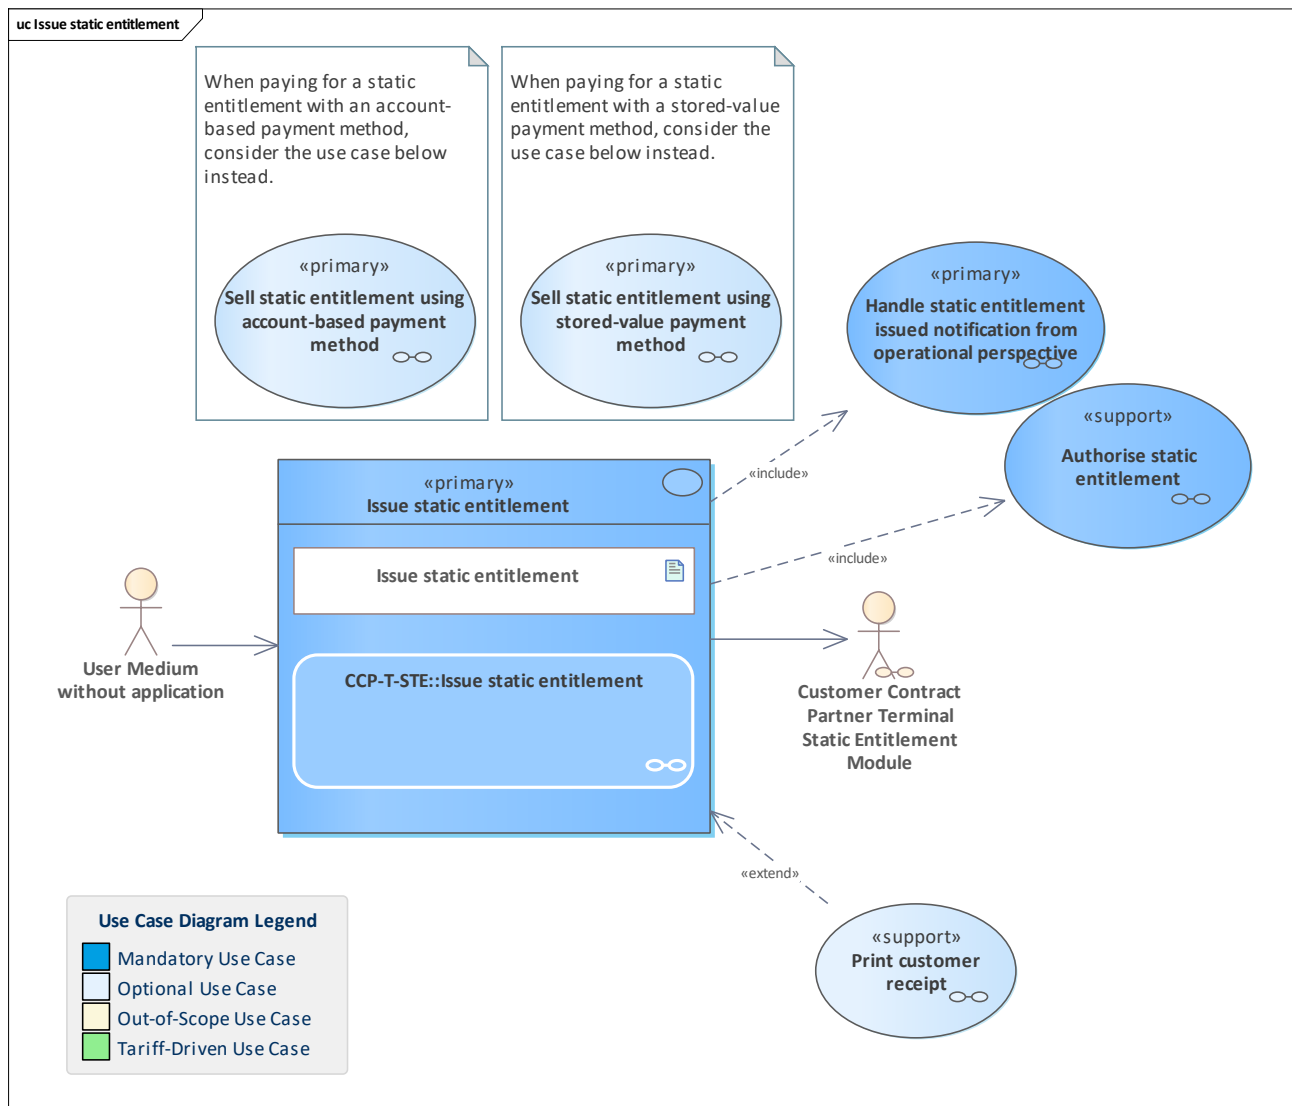 uc Issue static entitlement
When paying for a static
entitlement with an account-
based payment method,
consider the use case below
instead.
«primary»
Sell static entitlement using
account-based payment
method
When paying for a static
entitlement with a stored-value
payment method, consider the
use case below instead.
«primary»
Sell static entitlement using
stored-value payment
method
«primary»
Handle static entitlement
issued notification from
operational perspective
«support»
Authorise static
entitlement
«include»
«include»
«primary»
Issue static entitlement
Issue static entitlement
CCP-T-STE::Issue static entitlement
User Medium
without application
Customer Contract
Partner Terminal
Static Entitlement
Module
«extend»
«support»
Print customer
receipt
Use Case Diagram Legend
Mandatory Use Case
Optional Use Case
Out-of-Scope Use Case
Tariff-Driven Use Case